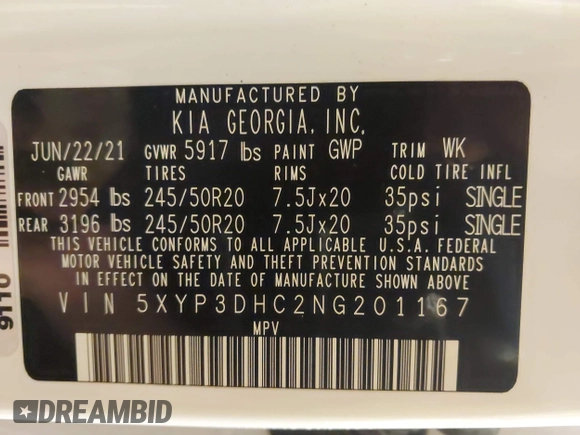 MANUFACTURED BY
KIA GEORGIA, INC.
JUN/22/21 GVWR 5917 lbs PAINT GWP TRIM WK
GAWR TIRES RIMS COLD TIRE INFL
FRONT 2954 lbs 245/50R20 7.5Jx20 35psi SINGLE
REAR 3196 lbs 245/50R20 7.5Jx20 35psi SINGLE
THIS VEHICLE CONFORMS TO ALL APPLICABLE U.S.A. FEDERAL
MOTOR VEHICLE SAFETY AND THEFT PREVENTION STANDARDS
IN EFFECT ON THE DATE OF MANUFACTURE SHOWN ABOVE.
VIN 5XYP3DHC2NG201167
MPV
9110
DREAMBID